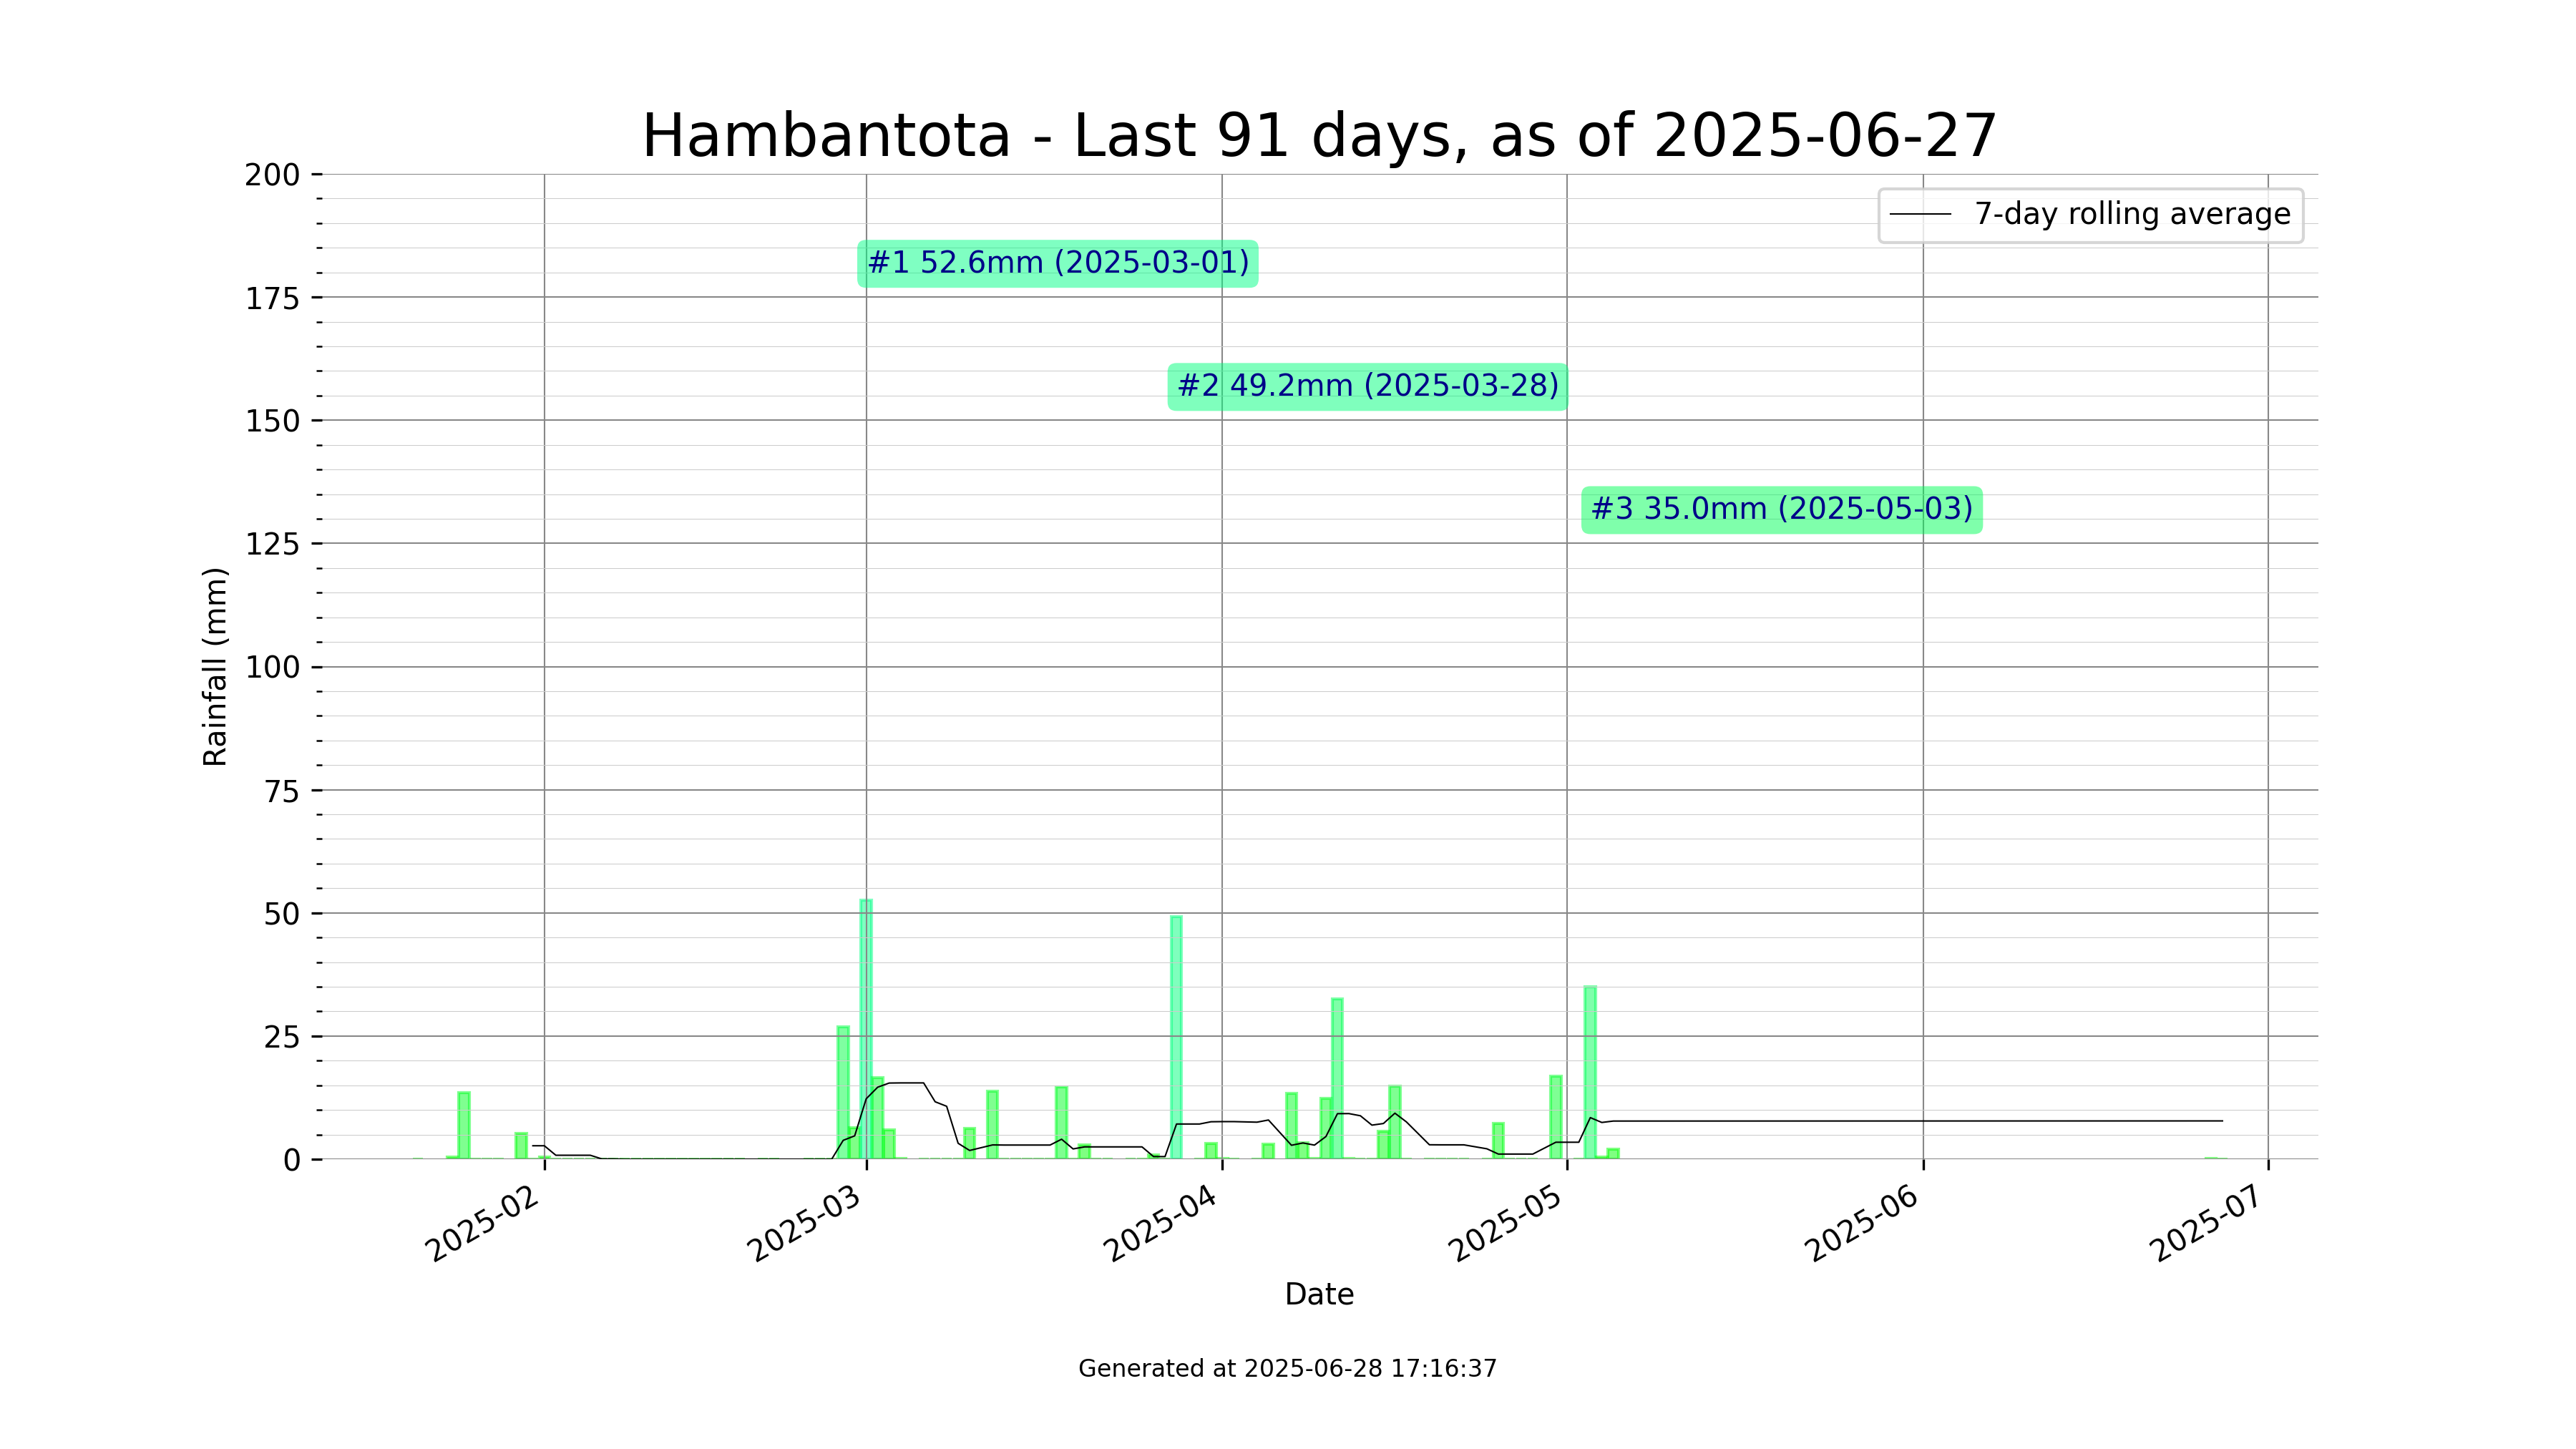 Hambantota - Last 91 days, as of 2025-06-27
7-day rolling average
#1 52.6mm (2025-03-01)
#2 49.2mm (2025-03-28)
#3 35.0mm (2025-05-03)
Rainfall (mm)
200
175
150
125
100
75
50
25
0
2025-02
2025-03
2025-04
2025-05
2025-06
2025-07
Date
Generated at 2025-06-28 17:16:37